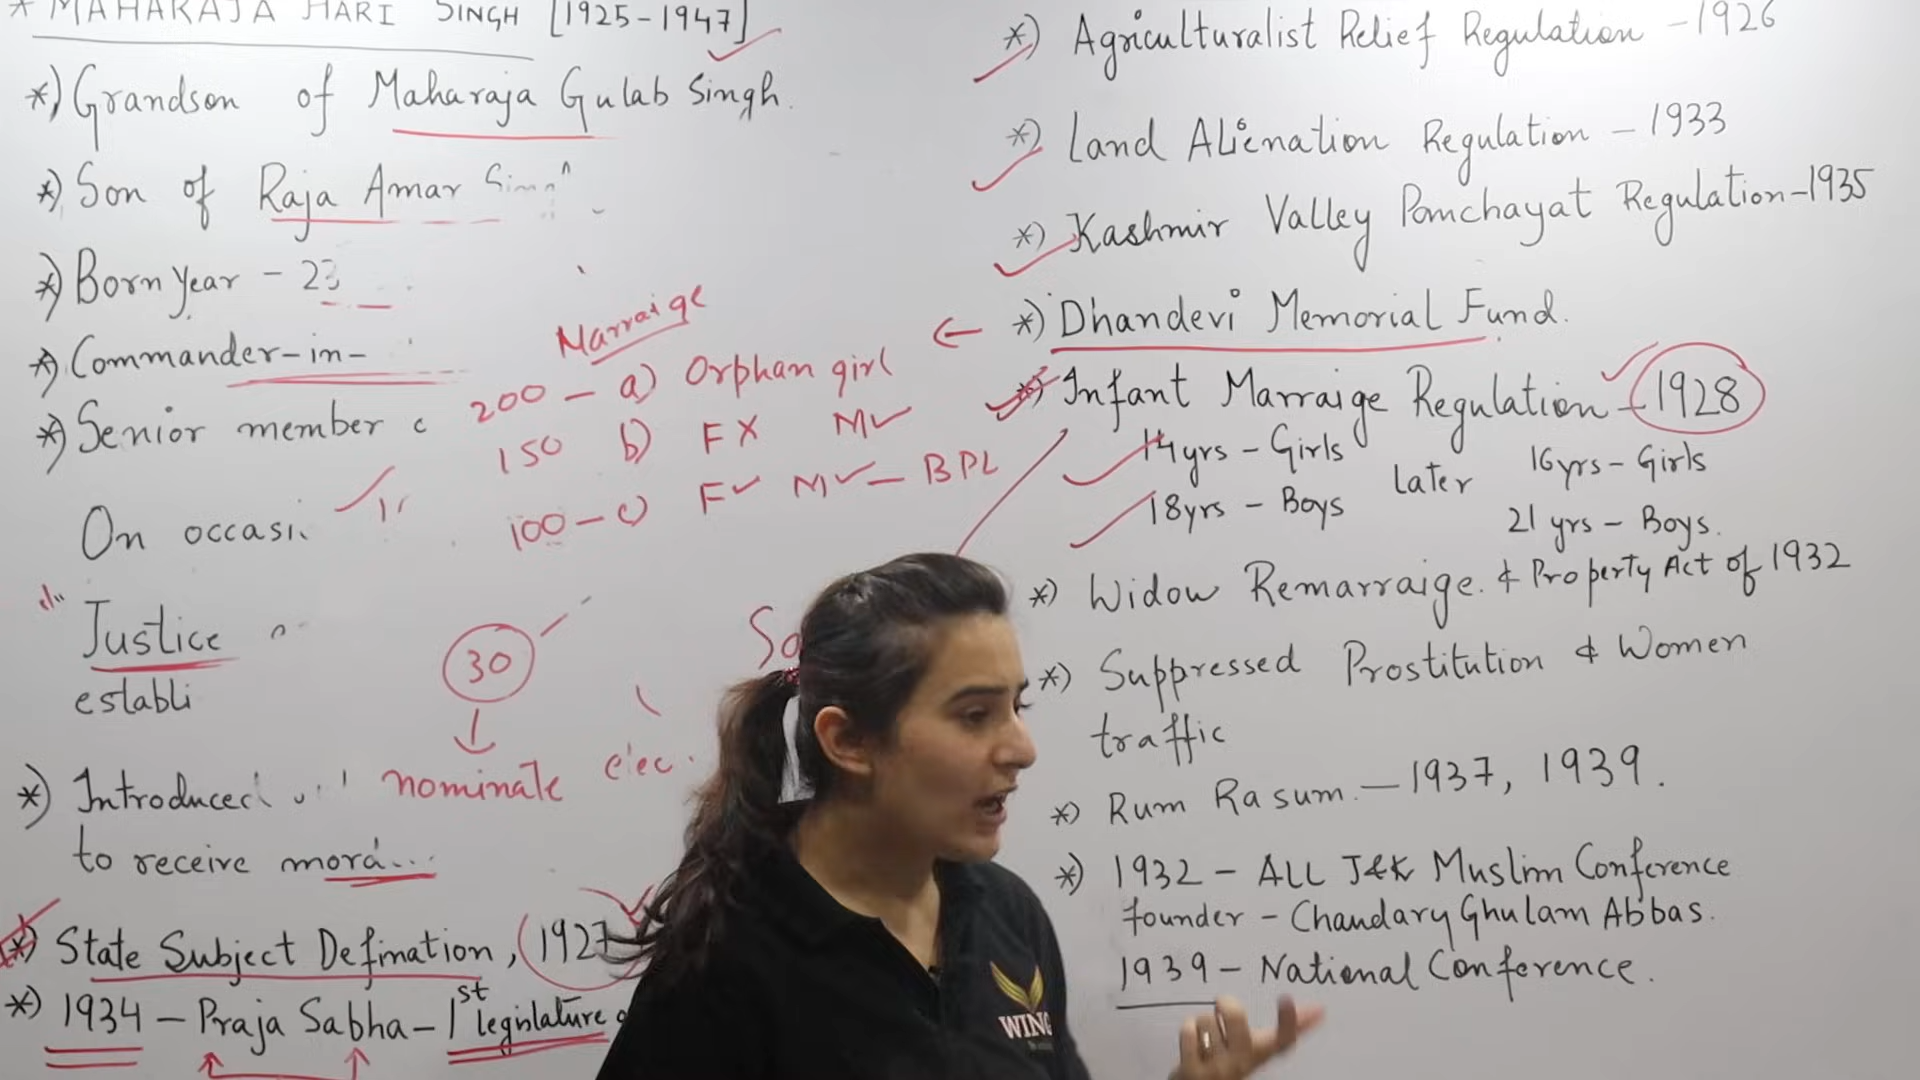 * MAHARAJA HARI SINGH [1925-1947]
*) Grandson of Maharaja Gulab Singh.
*) Son of Raja Amar
*) Born Year - 23
*) Commander-in-
*) Senior member
On occasi
Justice
establi
*) Introduced
to receive mora
*) State Subject Defination, 1927
*) 1934 - Praja Sabha - 1st legislature
Marraige
200 - a) Orphan girl
150 b) F X M✓
100 - c) F✓ M✓ - BPL
30
nominate elec
So
*) Agriculturalist Relief Regulation - 1926
*) Land Alienation Regulation - 1933
*) Kashmir Valley Panchayat Regulation - 1935
← *) Dhandevi Memorial Fund.
*) Infant Marraige Regulation - 1928
14yrs - Girls Later 16yrs - Girls
18yrs - Boys 21 yrs - Boys.
*) Widow Remarraige & Property Act of 1932
*) Suppressed Prostitution & Women
traffic
*) Rum Rasum - 1937, 1939.
*) 1932 - ALL J&K Muslim Conference
founder - Chaudary Ghulam Abbas.
1939 - National Conference.
WING